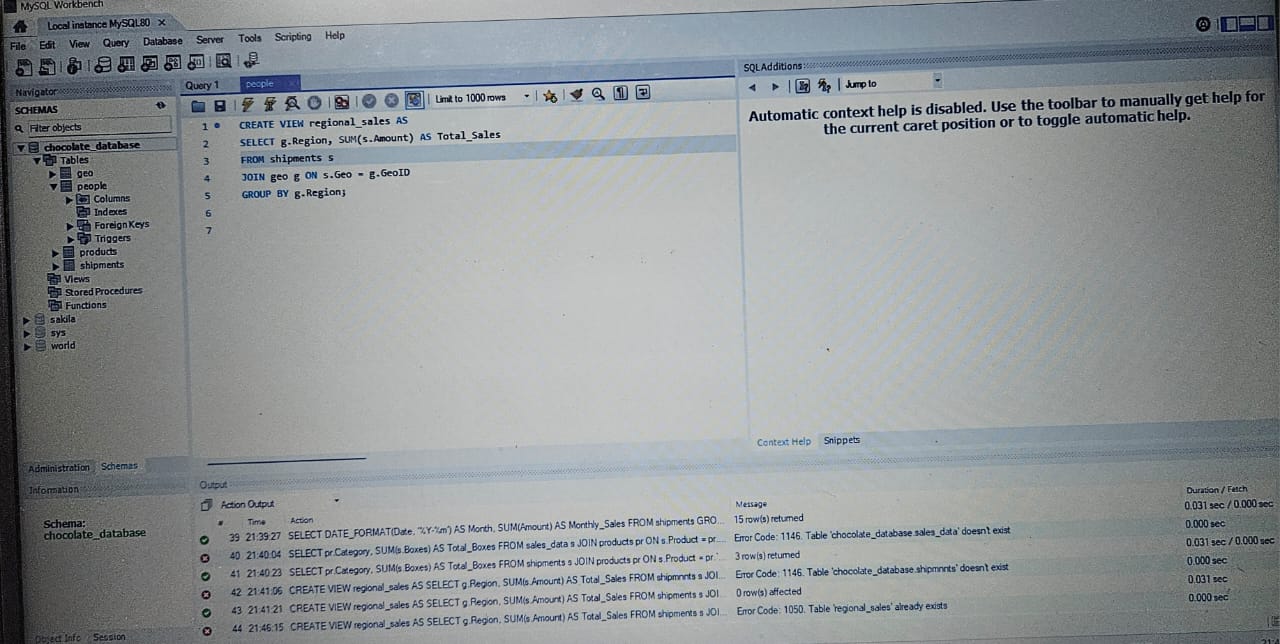 MySQL Workbench
Local instance MySQL80
File Edit View Query Database Server Tools Scripting Help
Navigator
SCHEMAS
Filter objects
chocolate_database
Tables
geo
people
Columns
Indexes
Foreign Keys
Triggers
products
shipments
Views
Stored Procedures
Functions
sakila
sys
world
Administration Schemas
Information
Schema:
chocolate_database
Object Info Session
Query 1 people
Limit to 1000 rows
1 CREATE VIEW regional_sales AS
2 SELECT g.Region, SUM(s.Amount) AS Total_Sales
3 FROM shipments s
4 JOIN geo g ON s.Geo = g.GeoID
5 GROUP BY g.Region;
6
7
SQLAdditions
Jump to
Automatic context help is disabled. Use the toolbar to manually get help for
the current caret position or to toggle automatic help.
Context Help Snippets
Output
Action Output
# Time Action Message Duration / Fetch
39 21:39:27 SELECT DATE_FORMAT(Date, '%Y-%m') AS Month, SUM(Amount) AS Monthly_Sales FROM shipments GRO... 15 row(s) returned 0.031 sec / 0.000 sec
40 21:40:04 SELECT pr.Category, SUM(s.Boxes) AS Total_Boxes FROM sales_data s JOIN products pr ON s.Product = pr.... Error Code: 1146. Table 'chocolate_database.sales_data' doesn't exist 0.000 sec
41 21:40:23 SELECT pr.Category, SUM(s.Boxes) AS Total_Boxes FROM shipments s JOIN products pr ON s.Product = pr.'... 3 row(s) returned 0.031 sec / 0.000 sec
42 21:41:06 CREATE VIEW regional_sales AS SELECT g.Region, SUM(s.Amount) AS Total_Sales FROM shipmnnts s JOI... Error Code: 1146. Table 'chocolate_database.shipmnnts' doesn't exist 0.000 sec
43 21:41:21 CREATE VIEW regional_sales AS SELECT g.Region, SUM(s.Amount) AS Total_Sales FROM shipments s JOI... 0 row(s) affected 0.031 sec
44 21:46:15 CREATE VIEW regional_sales AS SELECT g.Region, SUM(s.Amount) AS Total_Sales FROM shipments s JOI... Error Code: 1050. Table 'regional_sales' already exists 0.000 sec